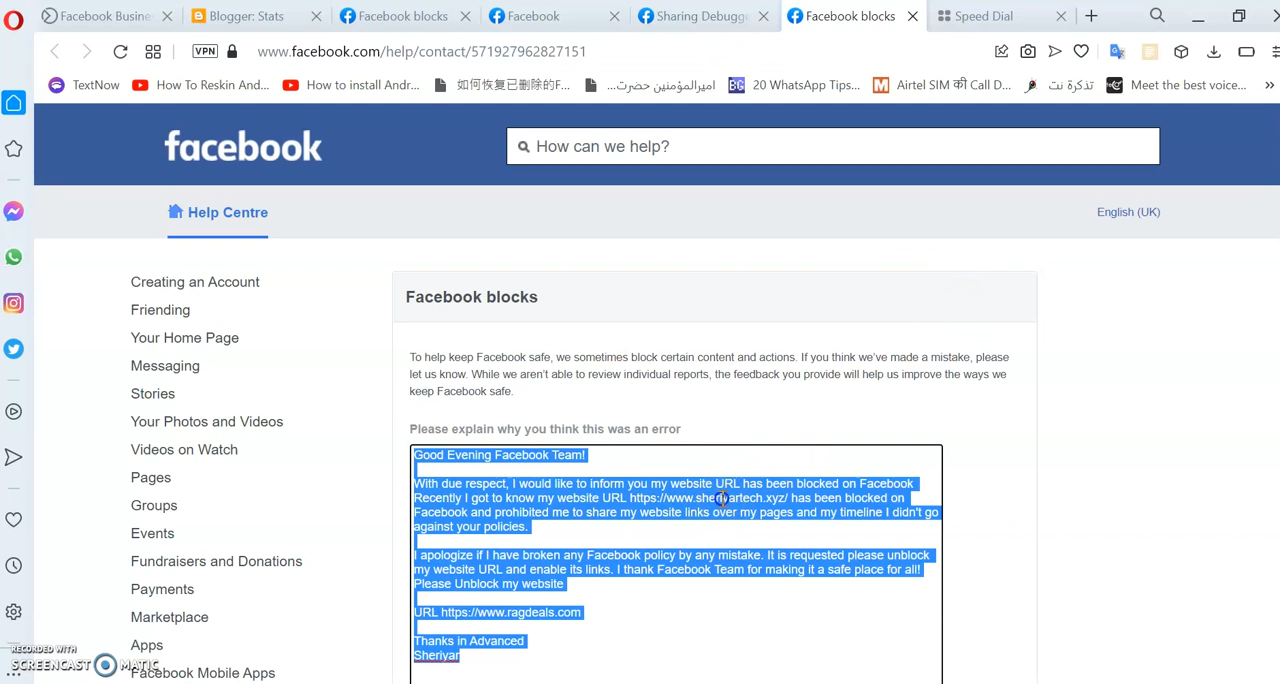 Facebook Busine
Blogger: Stats
Facebook blocks
Facebook
Sharing Debugg
Facebook blocks
Speed Dial
VPN
www.facebook.com/help/contact/571927962827151
TextNow
How To Reskin And...
How to install Andr...
如何恢复已删除的F...
اميرالمؤمنين حضرت...
20 WhatsApp Tips...
Airtel SIM की Call D...
تذكرة نت
Meet the best voice...
facebook
How can we help?
Help Centre
English (UK)
Creating an Account
Friending
Your Home Page
Messaging
Stories
Your Photos and Videos
Videos on Watch
Pages
Groups
Events
Fundraisers and Donations
Payments
Marketplace
Apps
Facebook Mobile Apps
Facebook blocks
To help keep Facebook safe, we sometimes block certain content and actions. If you think we've made a mistake, please
let us know. While we aren't able to review individual reports, the feedback you provide will help us improve the ways we
keep Facebook safe.
Please explain why you think this was an error
Good Evening Facebook Team!
With due respect, I would like to inform you my website URL has been blocked on Facebook
Recently I got to know my website URL has been blocked on
Facebook and prohibited me to share my website links over my pages and my timeline I didn't go
against your policies.
I apologize if I have broken any Facebook policy by any mistake. It is requested please unblock
my website URL and enable its links. I thank Facebook Team for making it a safe place for all!
Please Unblock my website
URL https://www.ragdeals.com
Thanks in Advanced
Sheriyar
RECORDED WITH
SCREENCAST MATIC